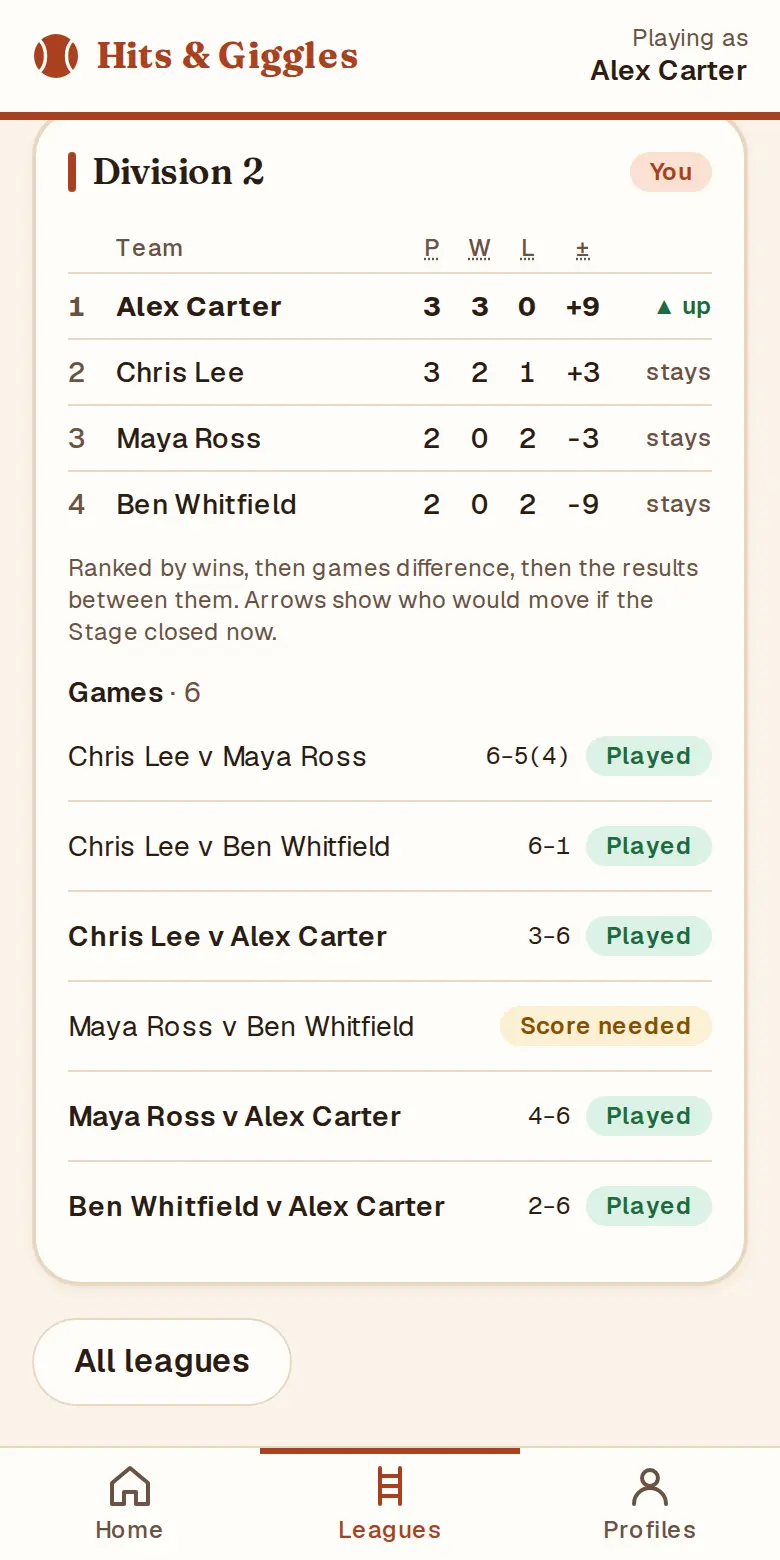 Hits & Giggles
Playing as
Alex Carter
Division 2
You
Team P W L ±
1 Alex Carter 3 3 0 +9 ▲ up
2 Chris Lee 3 2 1 +3 stays
3 Maya Ross 2 0 2 -3 stays
4 Ben Whitfield 2 0 2 -9 stays
Ranked by wins, then games difference, then the results
between them. Arrows show who would move if the
Stage closed now.
Games · 6
Chris Lee v Maya Ross 6–5(4) Played
Chris Lee v Ben Whitfield 6–1 Played
Chris Lee v Alex Carter 3–6 Played
Maya Ross v Ben Whitfield Score needed
Maya Ross v Alex Carter 4–6 Played
Ben Whitfield v Alex Carter 2–6 Played
All leagues
Home Leagues Profiles